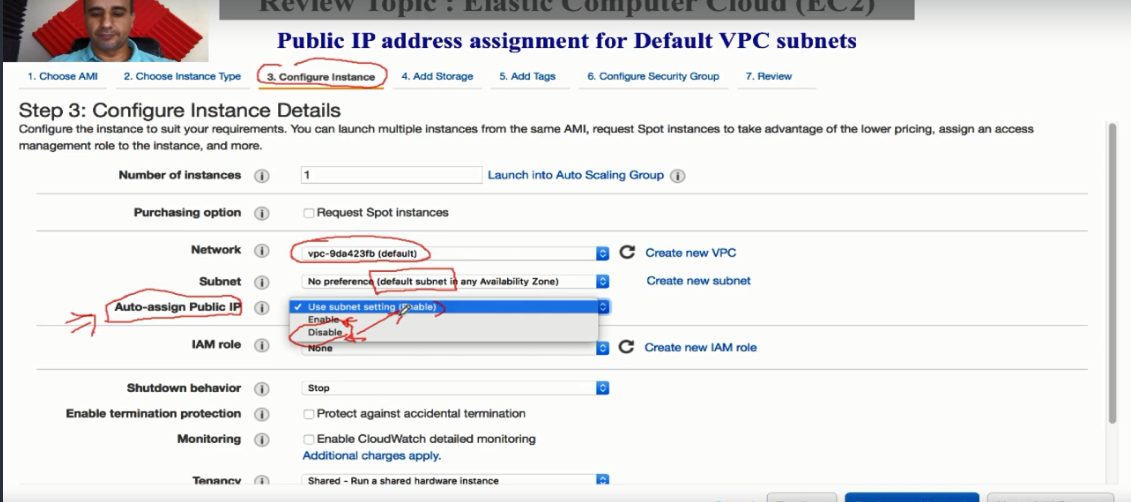 Review Topic : Elastic Computer Cloud (EC2)
Public IP address assignment for Default VPC subnets
1. Choose AMI 2. Choose Instance Type 3. Configure Instance 4. Add Storage 5. Add Tags 6. Configure Security Group 7. Review
Step 3: Configure Instance Details
Configure the instance to suit your requirements. You can launch multiple instances from the same AMI, request Spot instances to take advantage of the lower pricing, assign an access
management role to the instance, and more.
Number of instances 1 Launch into Auto Scaling Group
Purchasing option Request Spot instances
Network vpc-9da423fb (default) Create new VPC
Subnet No preference (default subnet in any Availability Zone) Create new subnet
Auto-assign Public IP Use subnet setting (Enable)
Enable
Disable
IAM role None Create new IAM role
Shutdown behavior Stop
Enable termination protection Protect against accidental termination
Monitoring Enable CloudWatch detailed monitoring
Additional charges apply.
Tenancy Shared - Run a shared hardware instance